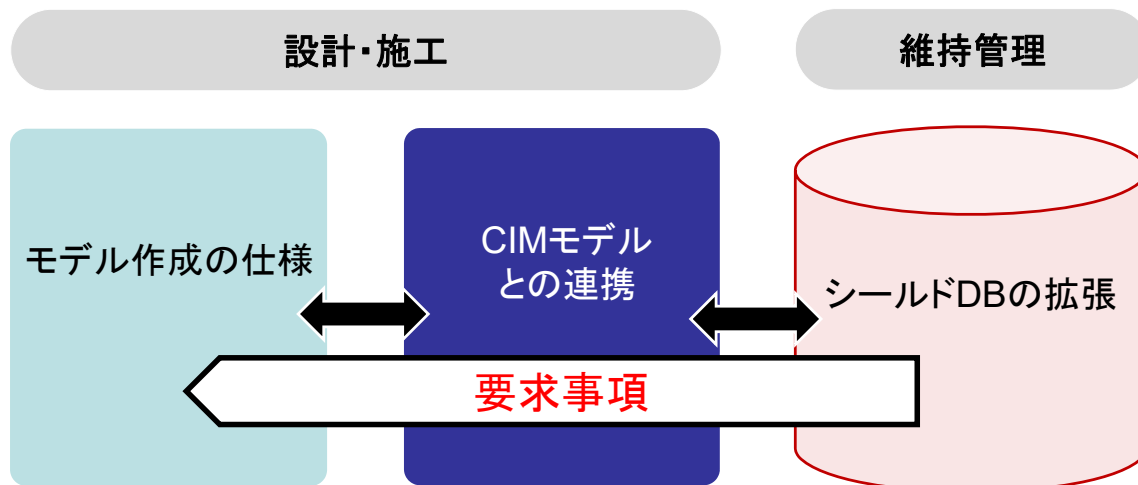 設計・施工
維持管理
モデル作成の仕様
CIMモデル
との連携
シールドDBの拡張
要求事項